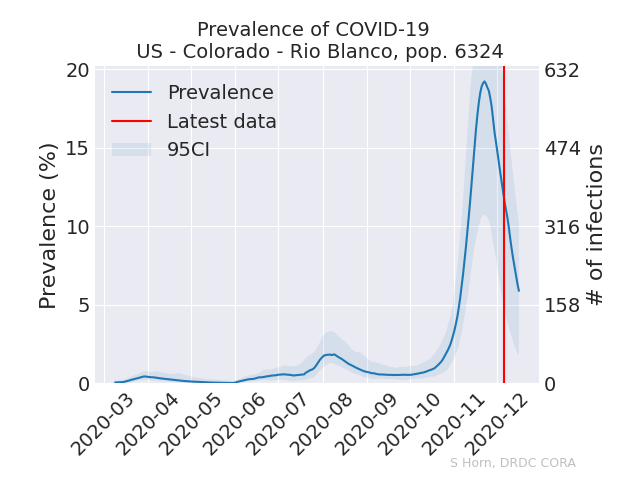 Prevalence of COVID-19
US - Colorado - Rio Blanco, pop. 6324
Prevalence
Latest data
95CI
Prevalence (%)
20
15
10
5
0
632
474
316
158
0
# of infections
2020-03
2020-04
2020-05
2020-06
2020-07
2020-08
2020-09
2020-10
2020-11
2020-12
S Horn, DRDC CORA